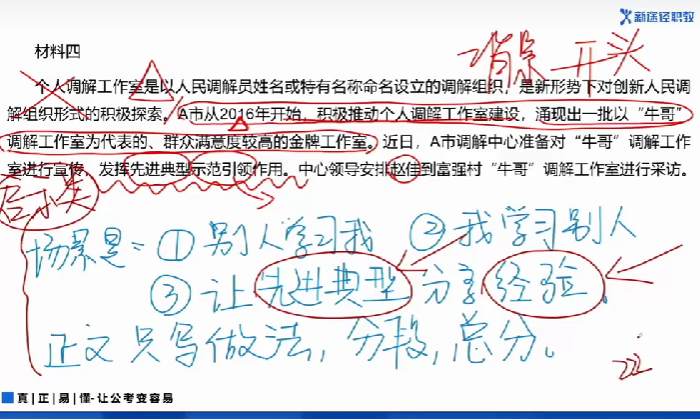 新途径职教
材料四
背景 开头
个人调解工作室是以人民调解员姓名或特有名称命名设立的调解组织，是新形势下对创新人民调
解组织形式的积极探索。A市从2016年开始，积极推动个人调解工作室建设，涌现出一批以“牛哥”
调解工作室为代表的、群众满意度较高的金牌工作室。近日，A市调解中心准备对“牛哥”调解工作
室进行宣传，发挥先进典型示范引领作用。中心领导安排赵佳到富强村“牛哥”调解工作室进行采访。
场景是：① 别人学习我 ② 我学习别人
③ 让先进典型分享经验。
正文只写做法，分段，总分。
真|正|易|懂-让公考变容易